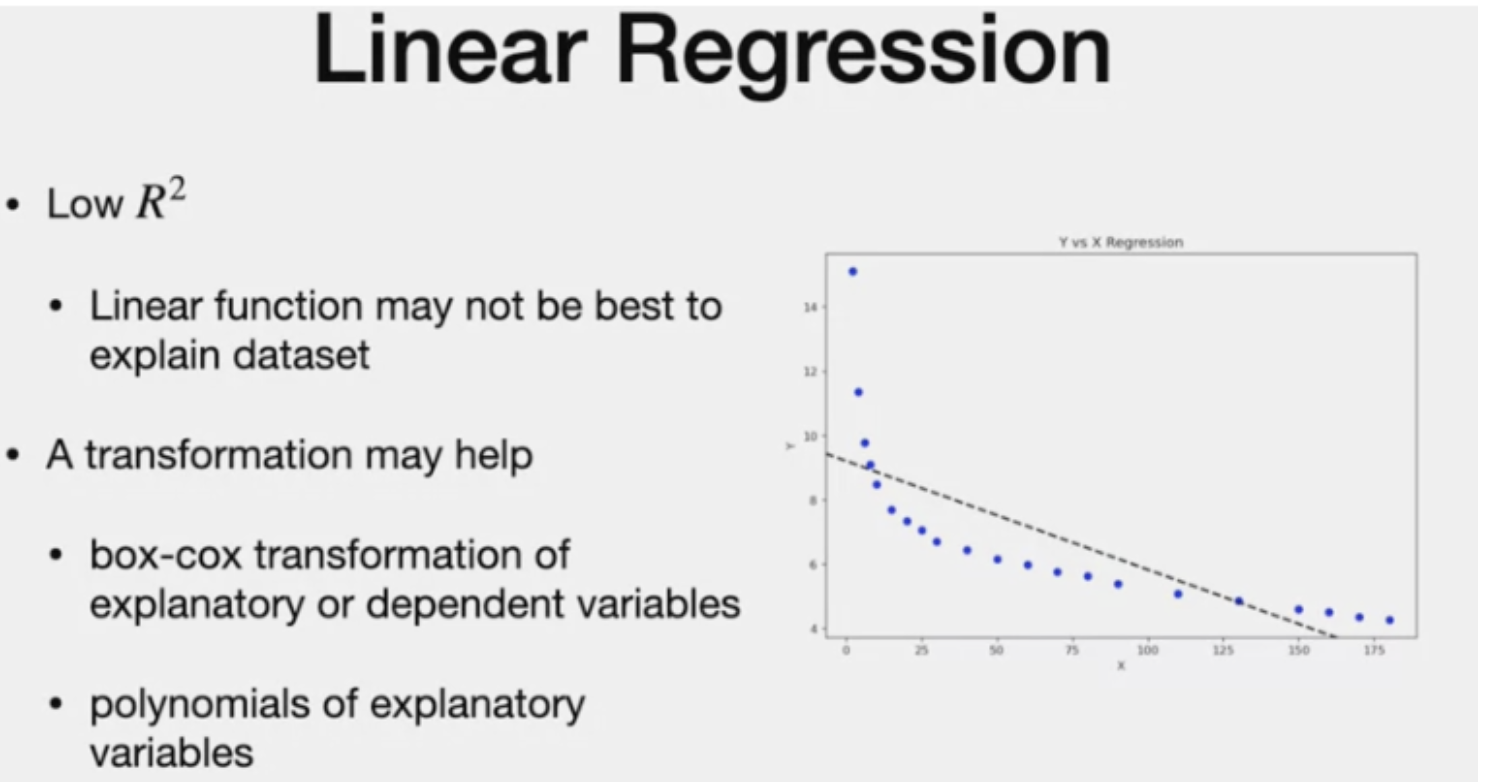 Linear Regression
• Low R²
• Linear function may not be best to
explain dataset
• A transformation may help
• box-cox transformation of
explanatory or dependent variables
• polynomials of explanatory
variables
Y vs X Regression
14
12
10
8
6
4
Y
0 25 50 75 100 125 150 175
X